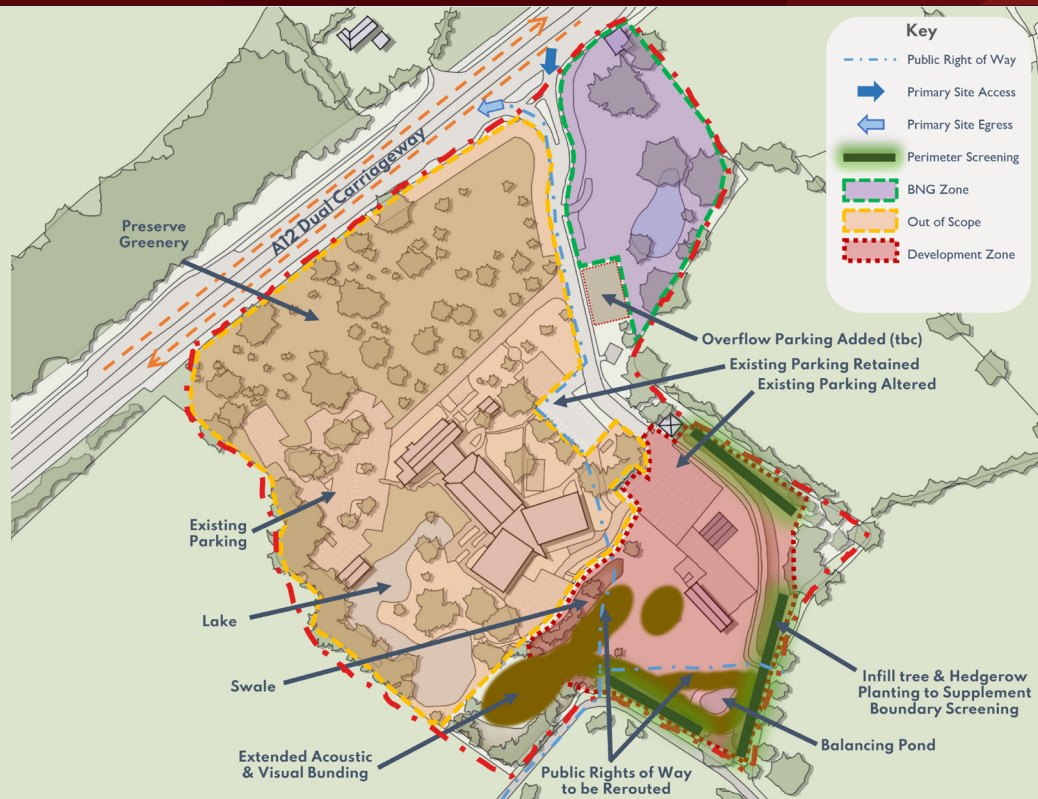 Key
Public Right of Way
Primary Site Access
Primary Site Egress
Perimeter Screening
BNG Zone
Out of Scope
Development Zone
A12 Dual Carriageway
Preserve
Greenery
Overflow Parking Added (tbc)
Existing Parking Retained
Existing Parking Altered
Existing
Parking
Lake
Swale
Infill tree & Hedgerow
Planting to Supplement
Boundary Screening
Balancing Pond
Extended Acoustic
& Visual Bunding
Public Rights of Way
to be Rerouted